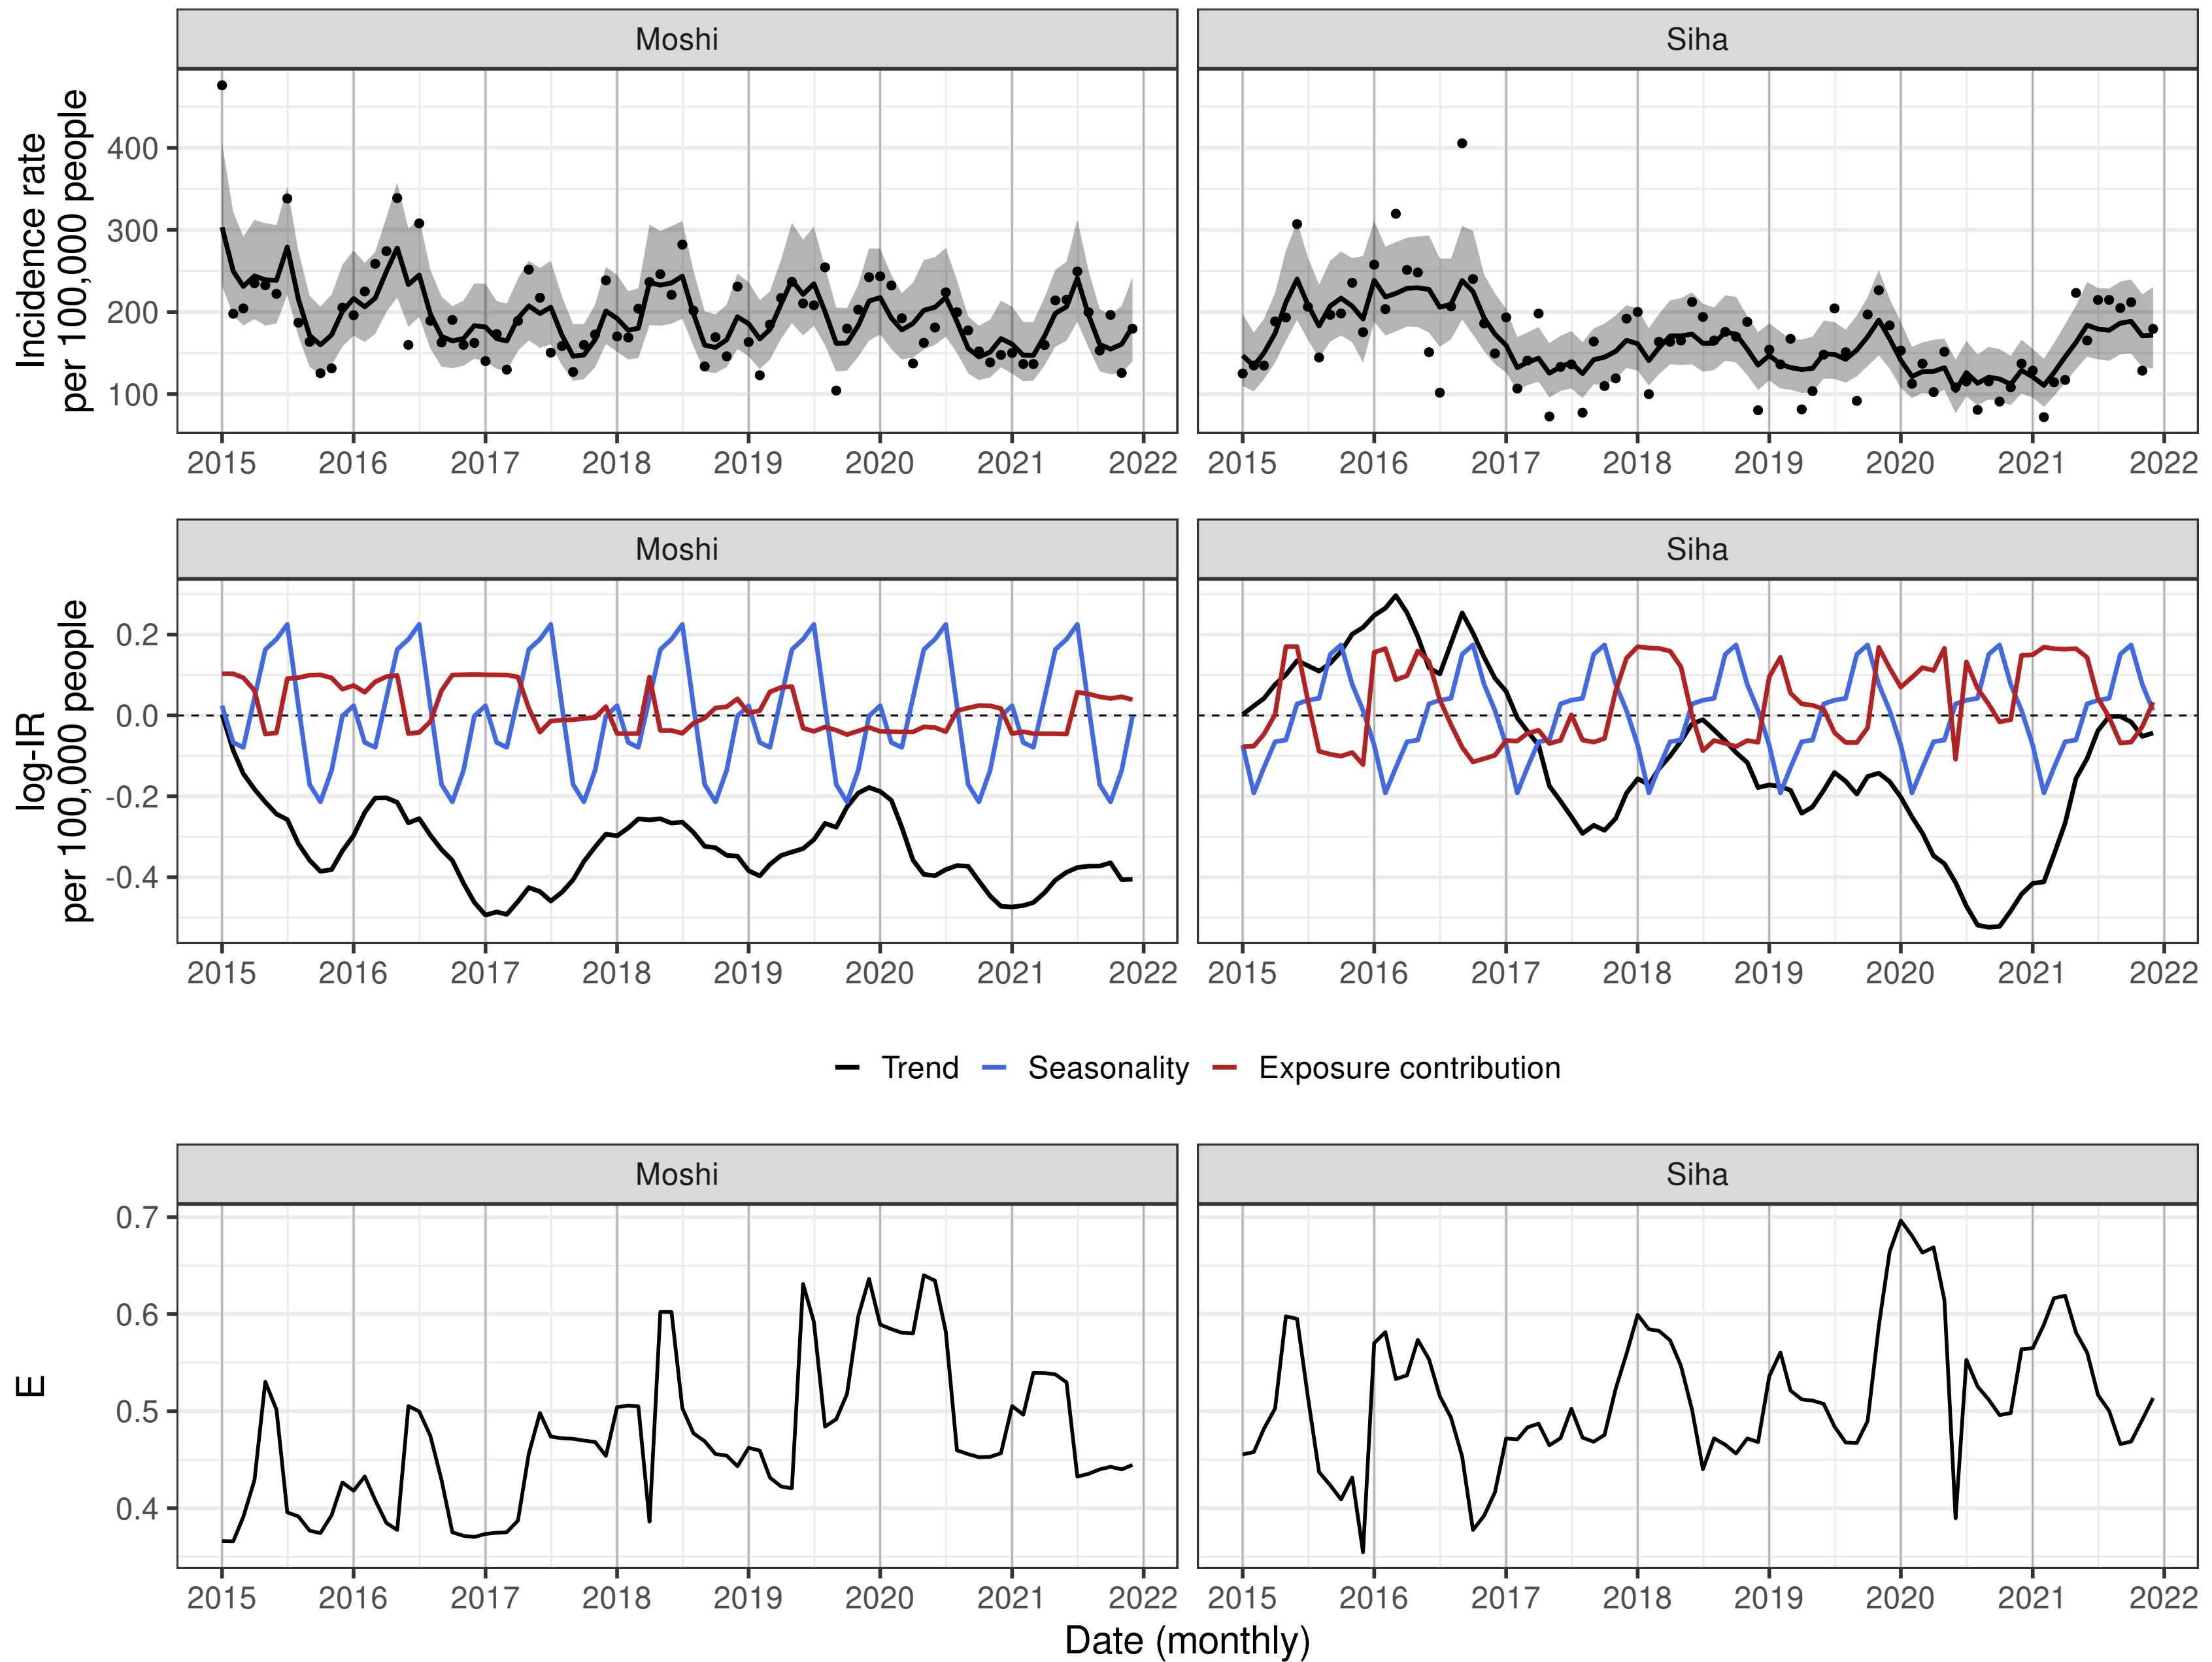 Moshi Siha
Incidence rate
per 100,000 people
400
300
200
100
2015 2016 2017 2018 2019 2020 2021 2022 2015 2016 2017 2018 2019 2020 2021 2022
Moshi Siha
log-IR
per 100,000 people
0.2
0.0
-0.2
-0.4
2015 2016 2017 2018 2019 2020 2021 2022 2015 2016 2017 2018 2019 2020 2021 2022
Trend Seasonality Exposure contribution
Moshi Siha
E
0.7
0.6
0.5
0.4
2015 2016 2017 2018 2019 2020 2021 2022 2015 2016 2017 2018 2019 2020 2021 2022
Date (monthly)